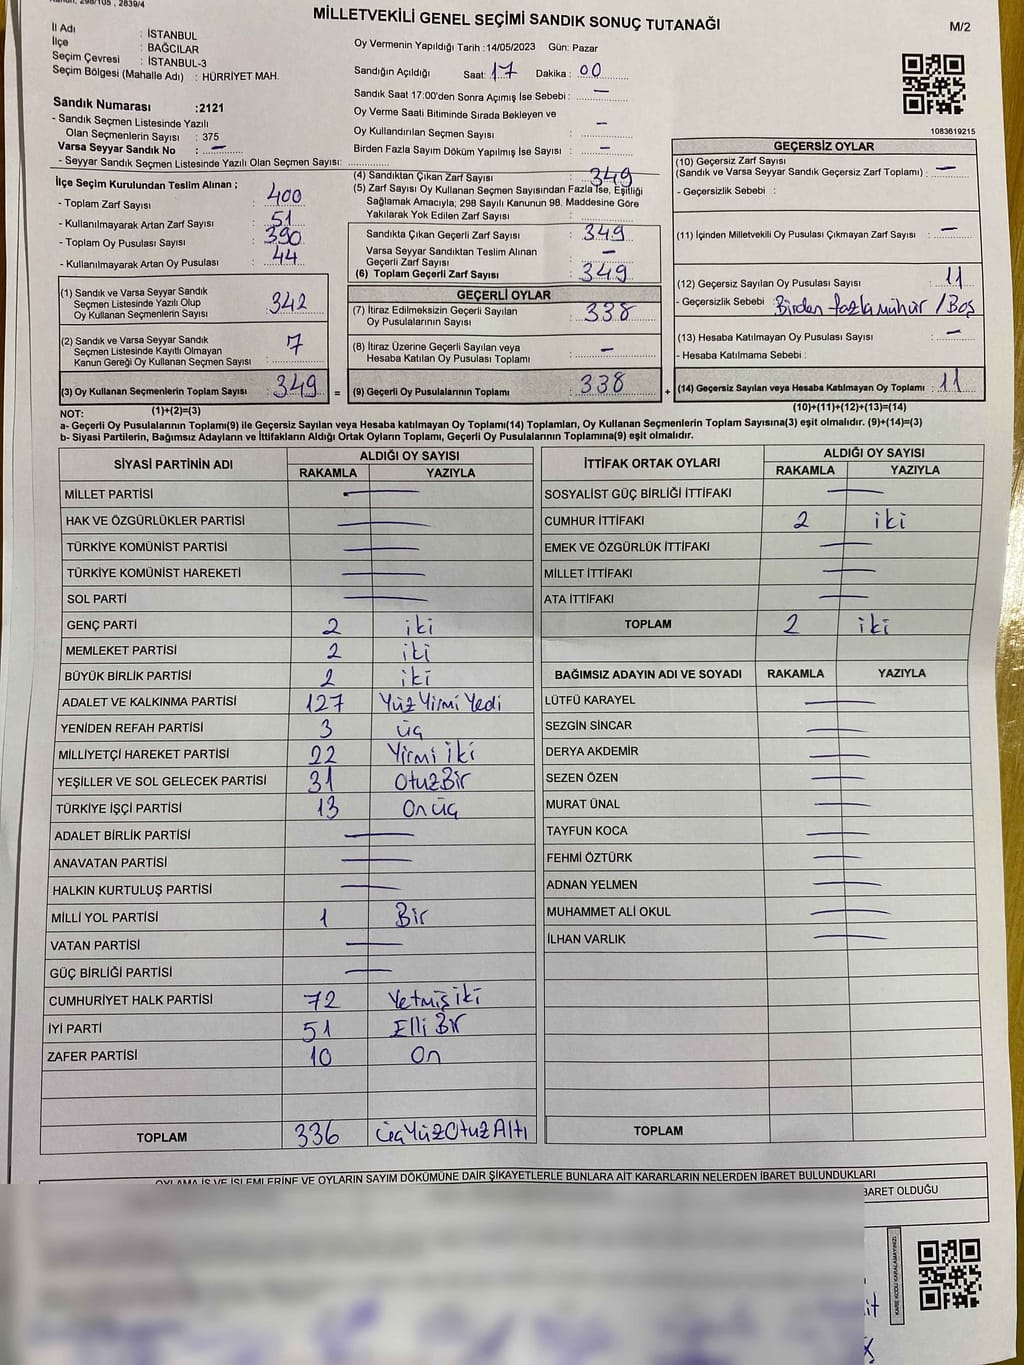 Kanun, 298/105 , 2839/4
MİLLETVEKİLİ GENEL SEÇİMİ SANDIK SONUÇ TUTANAĞI
M/2
İl Adı : İSTANBUL
İlçe : BAĞCILAR
Seçim Çevresi : İSTANBUL-3
Seçim Bölgesi (Mahalle Adı) : HÜRRİYET MAH.
Oy Vermenin Yapıldığı Tarih :14/05/2023 Gün: Pazar
Sandığın Açıldığı Saat: 17 Dakika : 00
Sandık Saat 17:00'den Sonra Açmış İse Sebebi : —
Oy Verme Saati Bitiminde Sırada Bekleyen ve
Oy Kullandırılan Seçmen Sayısı : —
Birden Fazla Sayım Döküm Yapılmış İse Sayısı : —
1083619215
Sandık Numarası :2121
- Sandık Seçmen Listesinde Yazılı
Olan Seçmenlerin Sayısı : 375
Varsa Seyyar Sandık No : —
- Seyyar Sandık Seçmen Listesinde Yazılı Olan Seçmen Sayısı:
İlçe Seçim Kurulundan Teslim Alınan ;
- Toplam Zarf Sayısı : 400
- Kullanılmayarak Artan Zarf Sayısı : 51
- Toplam Oy Pusulası Sayısı : 390
- Kullanılmayarak Artan Oy Pusulası : 44
(1) Sandık ve Varsa Seyyar Sandık
Seçmen Listesinde Yazılı Olup
Oy Kullanan Seçmenlerin Sayısı : 342
(2) Sandık ve Varsa Seyyar Sandık
Seçmen Listesinde Kayıtlı Olmayan
Kanun Gereği Oy Kullanan Seçmen Sayısı : 7
(3) Oy Kullanan Seçmenlerin Toplam Sayısı : 349 =
(1)+(2)=(3)
(4) Sandıktan Çıkan Zarf Sayısı : 349
(5) Zarf Sayısı Oy Kullanan Seçmen Sayısından Fazla İse, Eşitliği
Sağlamak Amacıyla; 298 Sayılı Kanunun 98. Maddesine Göre
Yakılarak Yok Edilen Zarf Sayısı :
Sandıkta Çıkan Geçerli Zarf Sayısı : 349
Varsa Seyyar Sandıktan Teslim Alınan
Geçerli Zarf Sayısı : —
(6) Toplam Geçerli Zarf Sayısı : 349
GEÇERLİ OYLAR
(7) İtiraz Edilmeksizin Geçerli Sayılan
Oy Pusulalarının Sayısı : 338
(8) İtiraz Üzerine Geçerli Sayılan veya
Hesaba Katılan Oy Pusulası Toplamı : —
(9) Geçerli Oy Pusulalarının Toplamı : 338 +
GEÇERSİZ OYLAR
(10) Geçersiz Zarf Sayısı
(Sandık ve Varsa Seyyar Sandık Geçersiz Zarf Toplamı) : —
- Geçersizlik Sebebi :
(11) İçinden Milletvekili Oy Pusulası Çıkmayan Zarf Sayısı : —
(12) Geçersiz Sayılan Oy Pusulası Sayısı : 11
- Geçersizlik Sebebi : Birden fazla mühür / Boş
(13) Hesaba Katılmayan Oy Pusulası Sayısı : —
- Hesaba Katılmama Sebebi :
(14) Geçersiz Sayılan veya Hesaba Katılmayan Oy Toplamı : 11
(10)+(11)+(12)+(13)=(14)
NOT:
a- Geçerli Oy Pusulalarının Toplamı(9) ile Geçersiz Sayılan veya Hesaba katılmayan Oy Toplamı(14) Toplamları, Oy Kullanan Seçmenlerin Toplam Sayısına(3) eşit olmalıdır. (9)+(14)=(3)
b- Siyasi Partilerin, Bağımsız Adayların ve İttifakların Aldığı Ortak Oyların Toplamı, Geçerli Oy Pusulalarının Toplamına(9) eşit olmalıdır.
SİYASİ PARTİNİN ADI ALDIĞI OY SAYISI
RAKAMLA YAZIYLA
MİLLET PARTİSİ —
HAK VE ÖZGÜRLÜKLER PARTİSİ —
TÜRKİYE KOMÜNİST PARTİSİ —
TÜRKİYE KOMÜNİST HAREKETİ —
SOL PARTİ —
GENÇ PARTİ 2 iki
MEMLEKET PARTİSİ 2 iki
BÜYÜK BİRLİK PARTİSİ 2 iki
ADALET VE KALKINMA PARTİSİ 127 Yüz Yirmi Yedi
YENİDEN REFAH PARTİSİ 3 üç
MİLLİYETÇİ HAREKET PARTİSİ 22 Yirmi iki
YEŞİLLER VE SOL GELECEK PARTİSİ 31 Otuz Bir
TÜRKİYE İŞÇİ PARTİSİ 13 On üç
ADALET BİRLİK PARTİSİ —
ANAVATAN PARTİSİ —
HALKIN KURTULUŞ PARTİSİ —
MİLLİ YOL PARTİSİ 1 Bir
VATAN PARTİSİ —
GÜÇ BİRLİĞİ PARTİSİ —
CUMHURİYET HALK PARTİSİ 72 Yetmiş iki
İYİ PARTİ 51 Elli Bir
ZAFER PARTİSİ 10 On
TOPLAM 336 üçYüzOtuzAltı
İTTİFAK ORTAK OYLARI ALDIĞI OY SAYISI
RAKAMLA YAZIYLA
SOSYALİST GÜÇ BİRLİĞİ İTTİFAKI —
CUMHUR İTTİFAKI 2 iki
EMEK VE ÖZGÜRLÜK İTTİFAKI —
MİLLET İTTİFAKI —
ATA İTTİFAKI —
TOPLAM 2 iki
BAĞIMSIZ ADAYIN ADI VE SOYADI RAKAMLA YAZIYLA
LÜTFÜ KARAYEL —
SEZGİN SİNCAR —
DERYA AKDEMİR —
SEZEN ÖZEN —
MURAT ÜNAL —
TAYFUN KOCA —
FEHMİ ÖZTÜRK —
ADNAN YELMEN —
MUHAMMET ALİ OKUL —
İLHAN VARLIK —
TOPLAM
OYLAMA İŞ VE İŞLEMLERİNE VE OYLARIN SAYIM DÖKÜMÜNE DAİR ŞİKAYETLERLE BUNLARA AİT KARARLARIN NELERDEN İBARET BULUNDUKLARI
İBARET OLDUĞU
KARE KODU KARALAMAYINIZ!